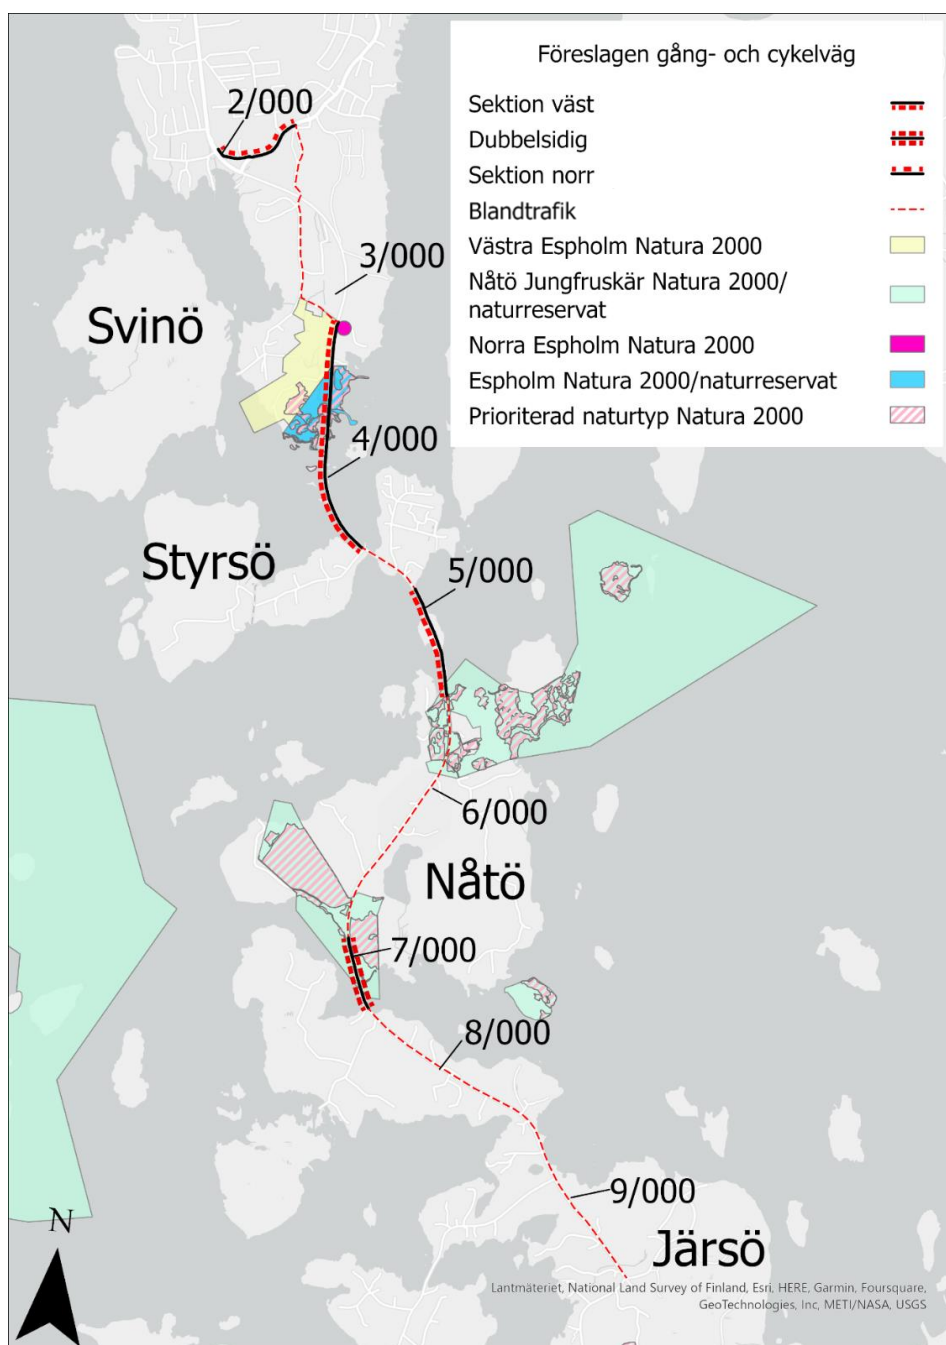 Föreslagen gång- och cykelväg
Sektion väst
Dubbelsidig
Sektion norr
Blandtrafik
Västra Espholm Natura 2000
Nåtö Jungfruskär Natura 2000/
naturreservat
Norra Espholm Natura 2000
Espholm Natura 2000/naturreservat
Prioriterad naturtyp Natura 2000
2/000
3/000
Svinö
4/000
Styrsö
5/000
6/000
Nåtö
7/000
8/000
9/000
N
Järsö
Lantmäteriet, National Land Survey of Finland, Esri, HERE, Garmin, Foursquare,
GeoTechnologies, Inc, METI/NASA, USGS